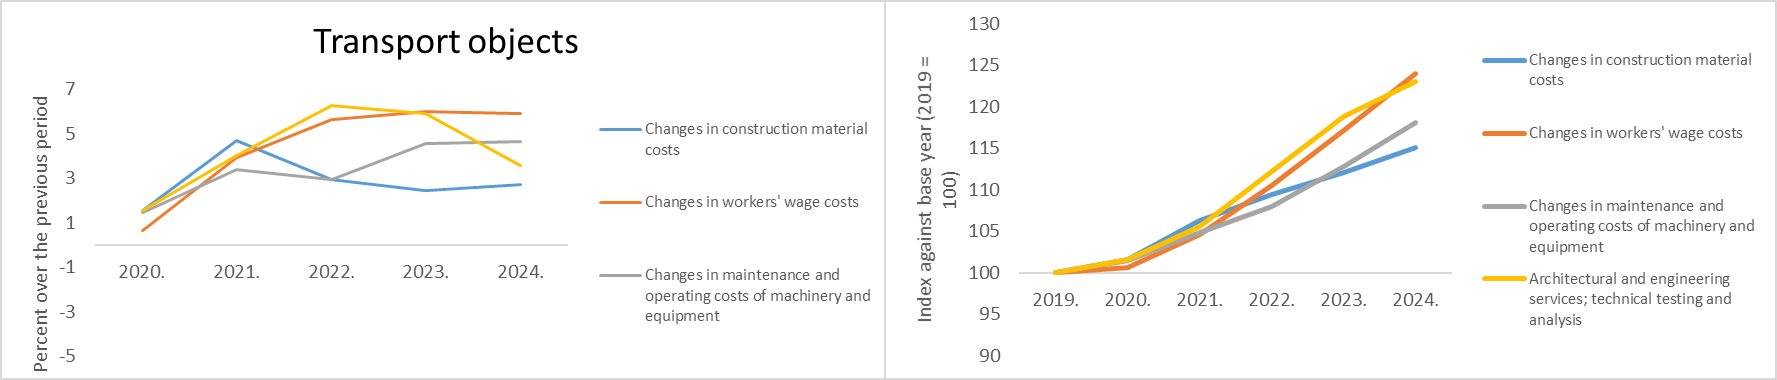 Transport objects
Percent over the previous period
7
5
3
1
-1
-3
-5
2020.
2021.
2022.
2023.
2024.
Changes in construction material
costs
Changes in workers' wage costs
Changes in maintenance and
operating costs of machinery and
equipment
Index against base year (2019 =
100)
130
125
120
115
110
105
100
95
90
2019.
2020.
2021.
2022.
2023.
2024.
Changes in construction material
costs
Changes in workers' wage costs
Changes in maintenance and
operating costs of machinery and
equipment
Architectural and engineering
services; technical testing and
analysis